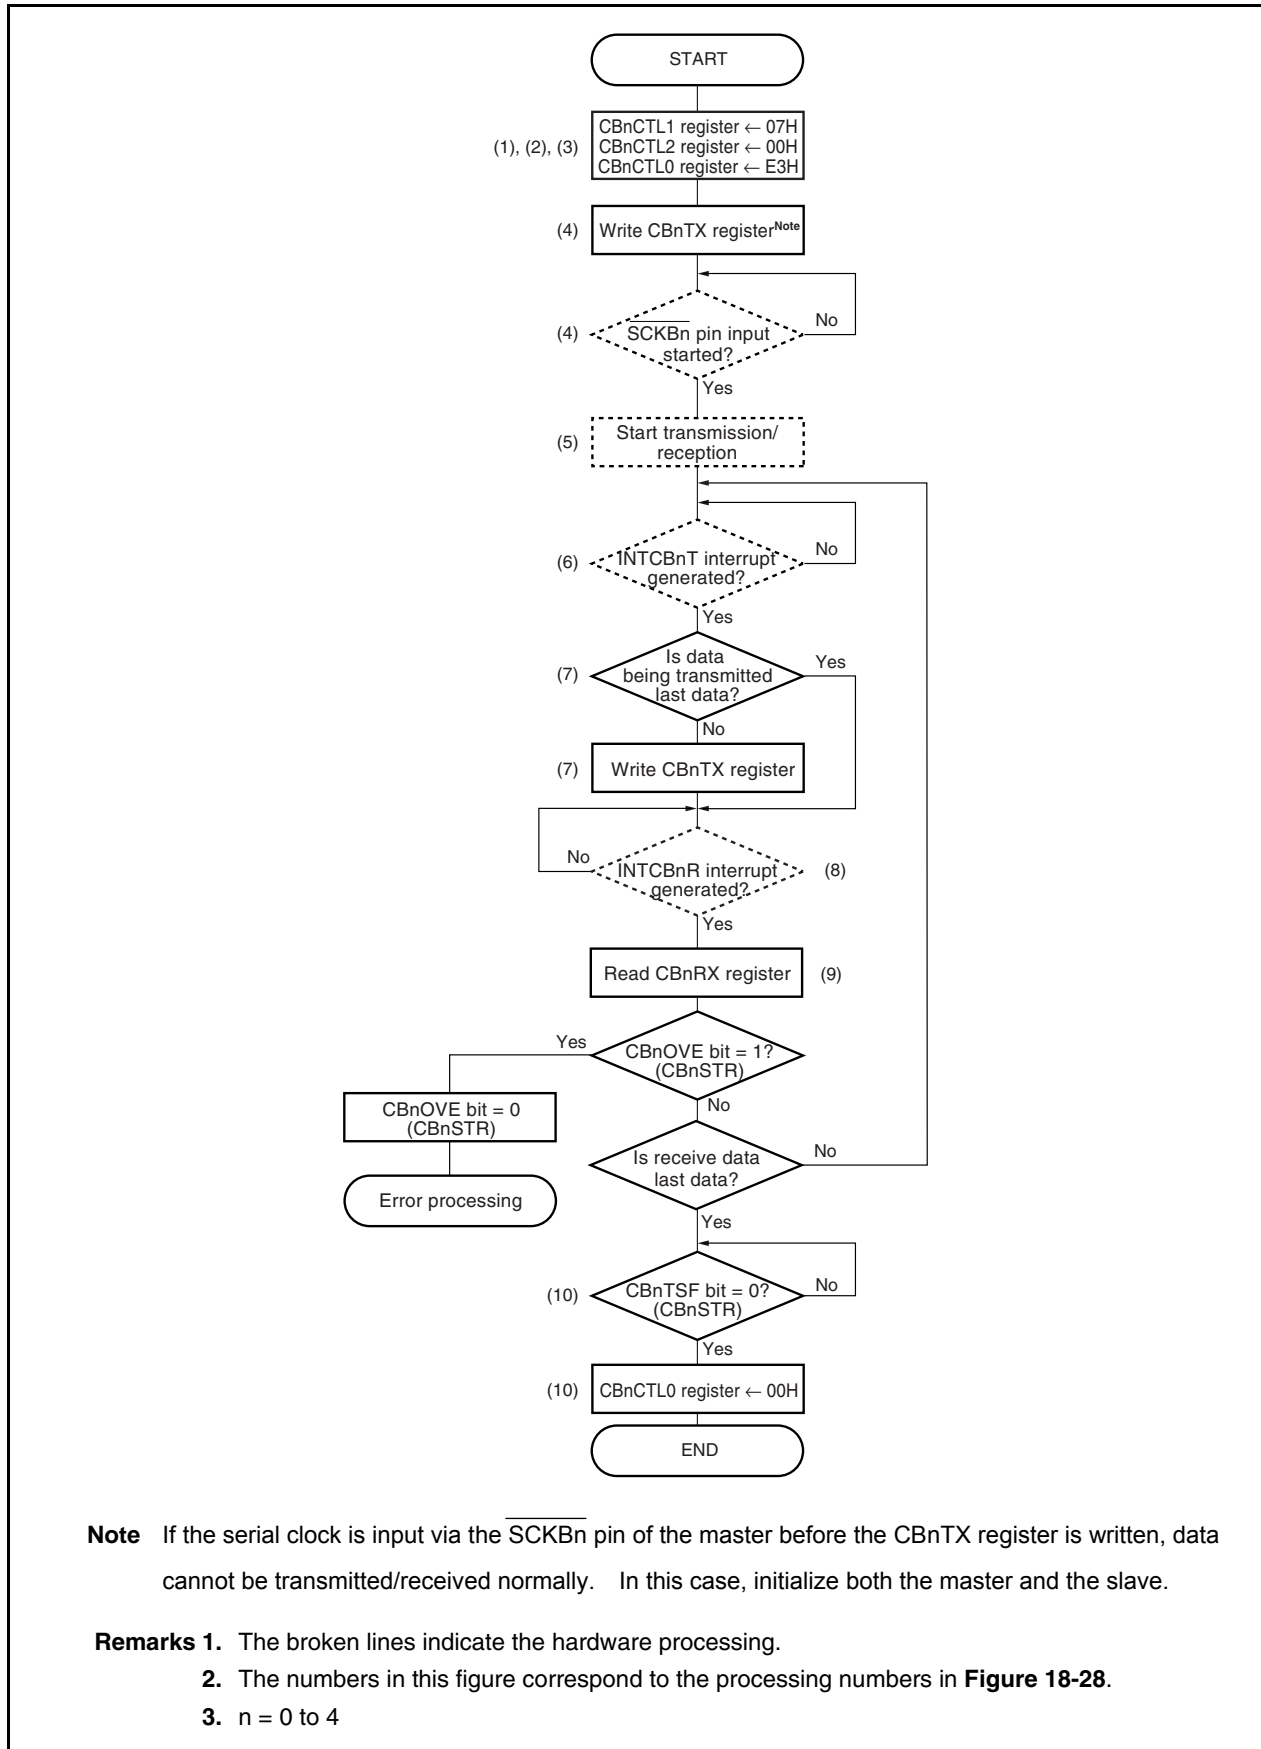 START
(1), (2), (3)
CBnCTL1 register ← 07H
CBnCTL2 register ← 00H
CBnCTL0 register ← E3H
(4)
Write CBnTX registerNote
(4)
SCKBn pin input
started?
No
Yes
(5)
Start transmission/
reception
(6)
INTCBnT interrupt
generated?
No
Yes
(7)
Is data
being transmitted
last data?
Yes
No
(7)
Write CBnTX register
No
INTCBnR interrupt
generated?
(8)
Yes
Read CBnRX register
(9)
Yes
CBnOVE bit = 1?
(CBnSTR)
No
CBnOVE bit = 0
(CBnSTR)
Error processing
Is receive data
last data?
No
Yes
(10)
CBnTSF bit = 0?
(CBnSTR)
No
Yes
(10)
CBnCTL0 register ← 00H
END
Note If the serial clock is input via the SCKBn pin of the master before the CBnTX register is written, data
cannot be transmitted/received normally. In this case, initialize both the master and the slave.
Remarks 1. The broken lines indicate the hardware processing.
2. The numbers in this figure correspond to the processing numbers in Figure 18-28.
3. n = 0 to 4